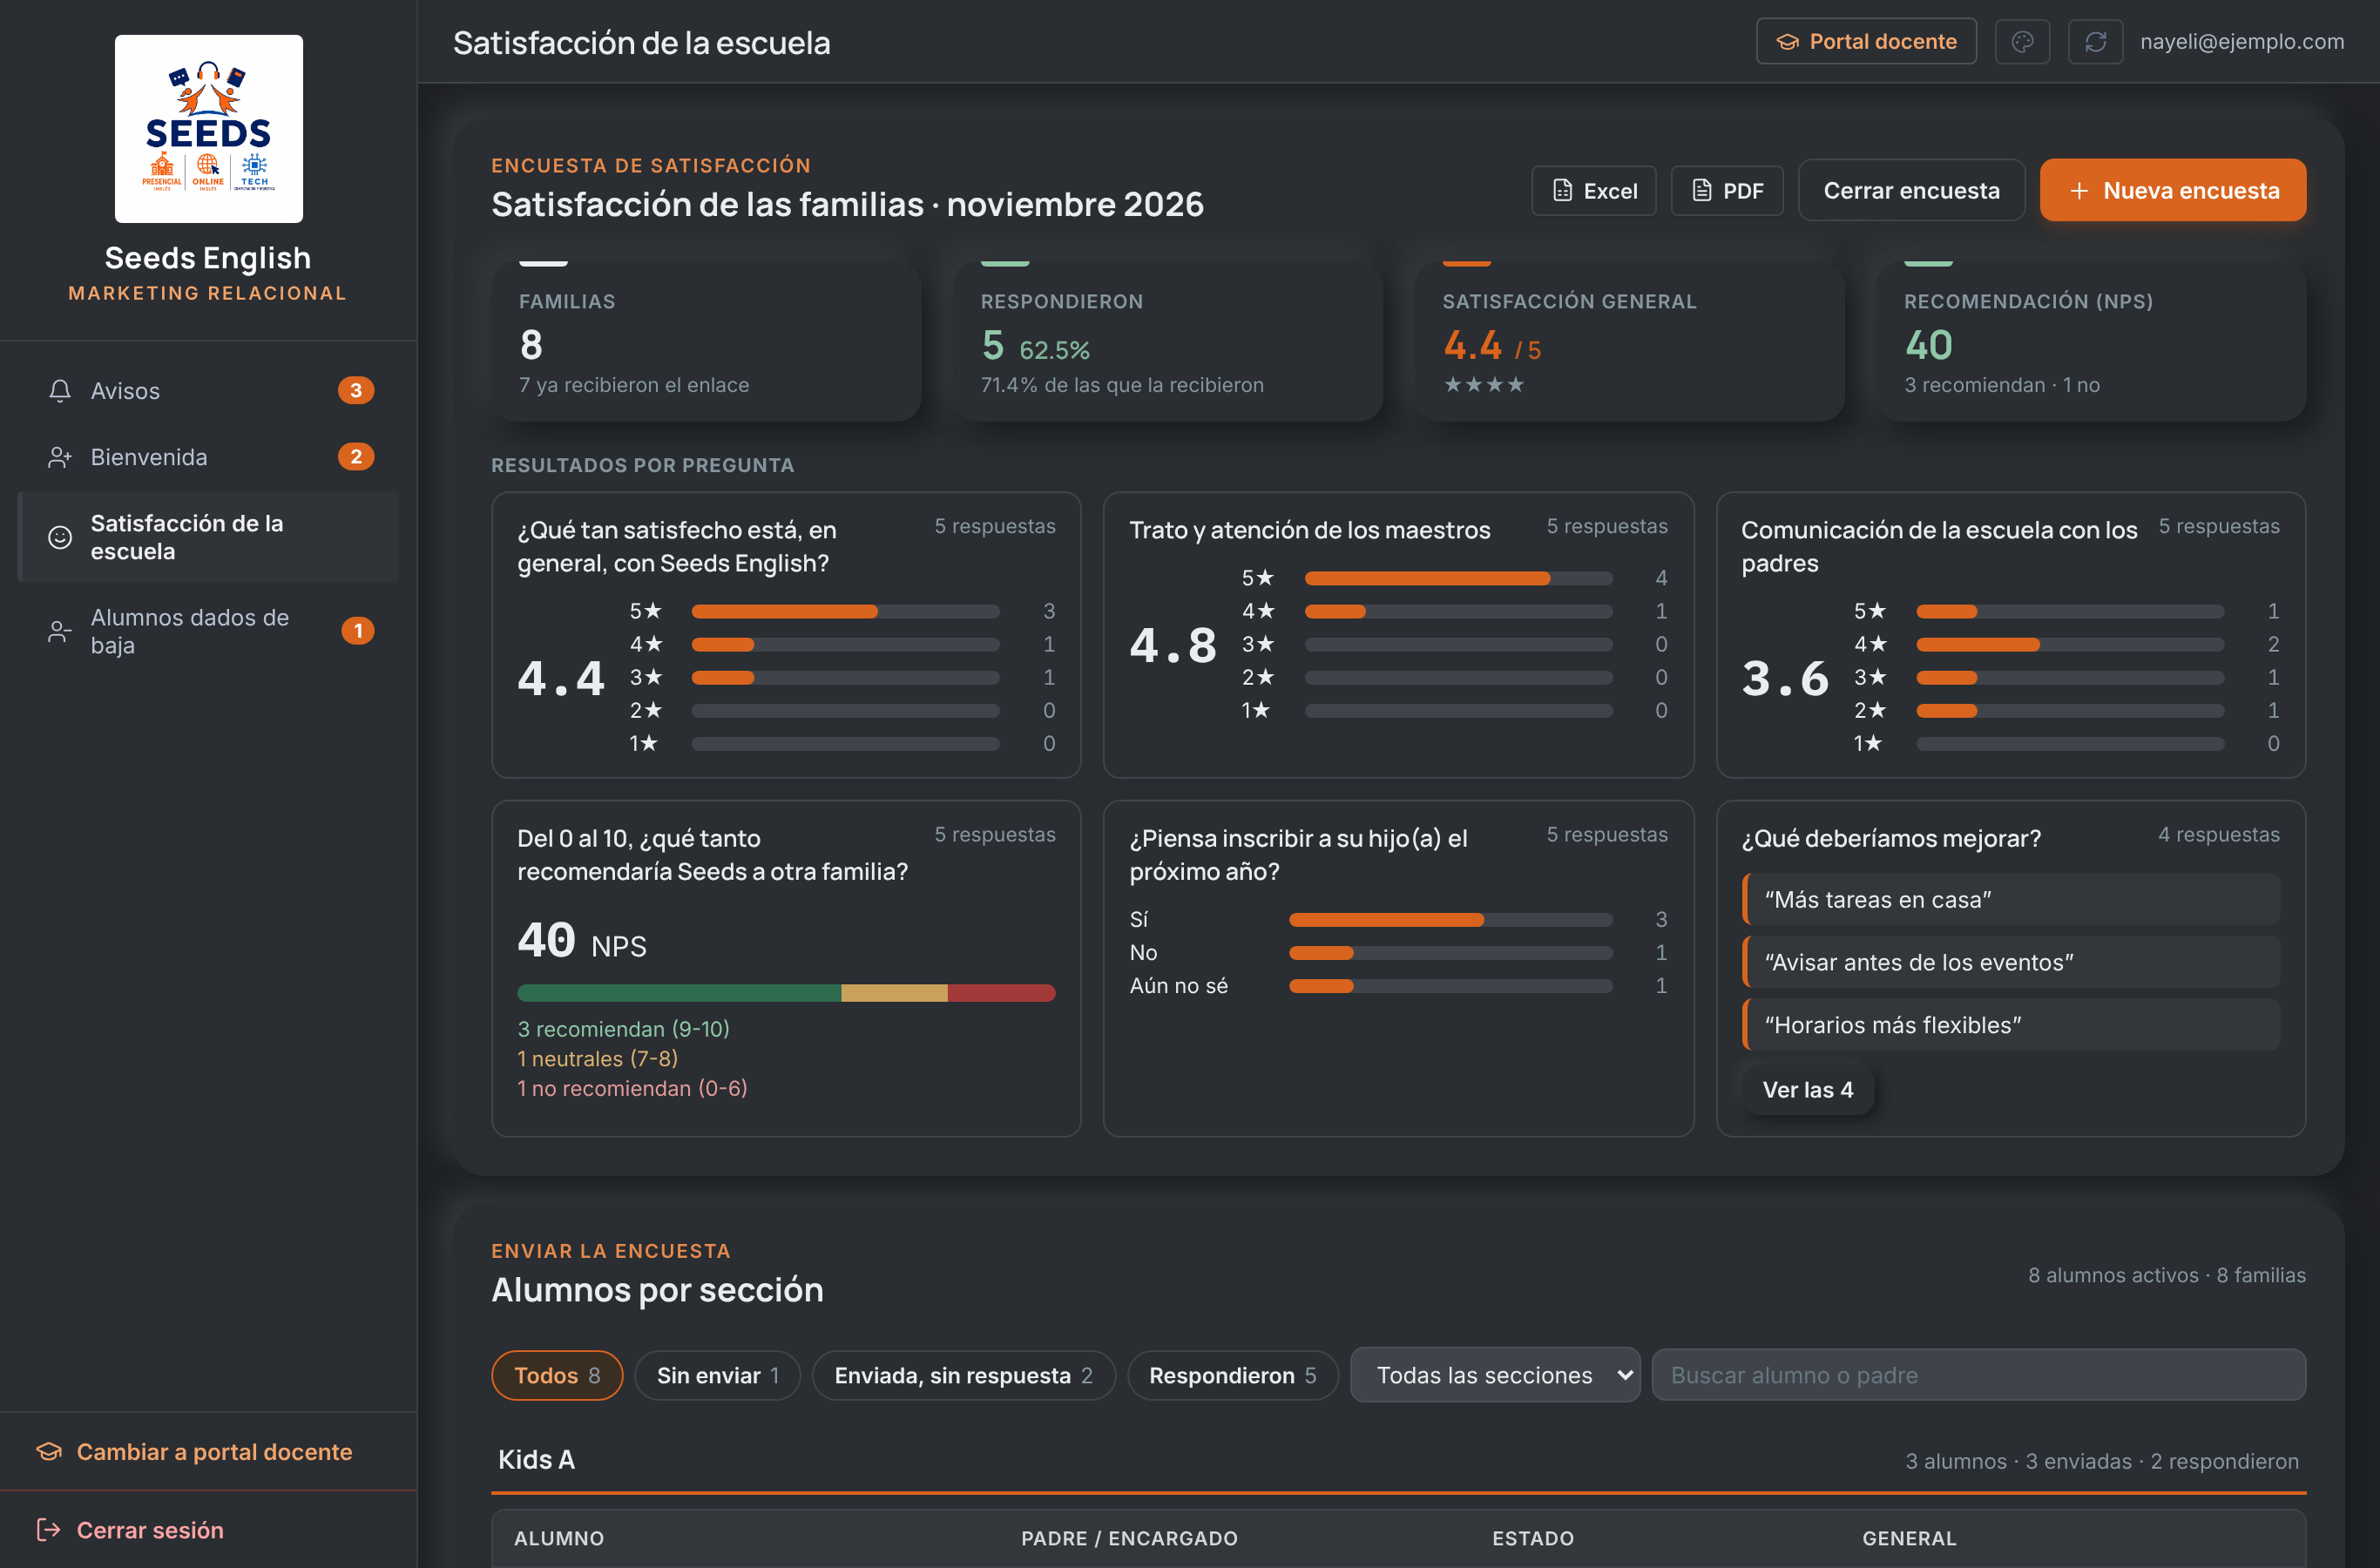 SEEDS
PRESENCIAL
INGLÉS
ONLINE
INGLÉS
TECH
Seeds English
MARKETING RELACIONAL
Avisos 3
Bienvenida 2
Satisfacción de la
escuela
Alumnos dados de
baja 1
Cambiar a portal docente
Cerrar sesión
Satisfacción de la escuela
Portal docente
nayeli@ejemplo.com
ENCUESTA DE SATISFACCIÓN
Satisfacción de las familias · noviembre 2026
Excel
PDF
Cerrar encuesta
+ Nueva encuesta
FAMILIAS
8
7 ya recibieron el enlace
RESPONDIERON
5 62.5%
71.4% de las que la recibieron
SATISFACCIÓN GENERAL
4.4 / 5
★★★★
RECOMENDACIÓN (NPS)
40
3 recomiendan · 1 no
RESULTADOS POR PREGUNTA
¿Qué tan satisfecho está, en
general, con Seeds English?
5 respuestas
4.4
5★ 3
4★ 1
3★ 1
2★ 0
1★ 0
Trato y atención de los maestros
5 respuestas
4.8
5★ 4
4★ 1
3★ 0
2★ 0
1★ 0
Comunicación de la escuela con los
padres
5 respuestas
3.6
5★ 1
4★ 2
3★ 1
2★ 1
1★ 0
Del 0 al 10, ¿qué tanto
recomendaría Seeds a otra familia?
5 respuestas
40 NPS
3 recomiendan (9-10)
1 neutrales (7-8)
1 no recomiendan (0-6)
¿Piensa inscribir a su hijo(a) el
próximo año?
5 respuestas
Sí 3
No 1
Aún no sé 1
¿Qué deberíamos mejorar?
4 respuestas
“Más tareas en casa”
“Avisar antes de los eventos”
“Horarios más flexibles”
Ver las 4
ENVIAR LA ENCUESTA
Alumnos por sección
8 alumnos activos · 8 familias
Todos 8
Sin enviar 1
Enviada, sin respuesta 2
Respondieron 5
Todas las secciones
Buscar alumno o padre
Kids A
3 alumnos · 3 enviadas · 2 respondieron
ALUMNO
PADRE / ENCARGADO
ESTADO
GENERAL